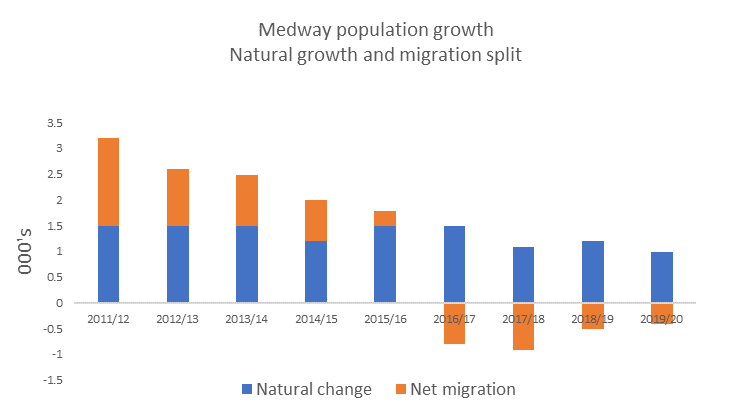 Medway population growth
Natural growth and migration split
000's
3.5
3
2.5
2
1.5
1
0.5
0
-0.5
-1
-1.5
2011/12 2012/13 2013/14 2014/15 2015/16 2016/17 2017/18 2018/19 2019/20
Natural change Net migration